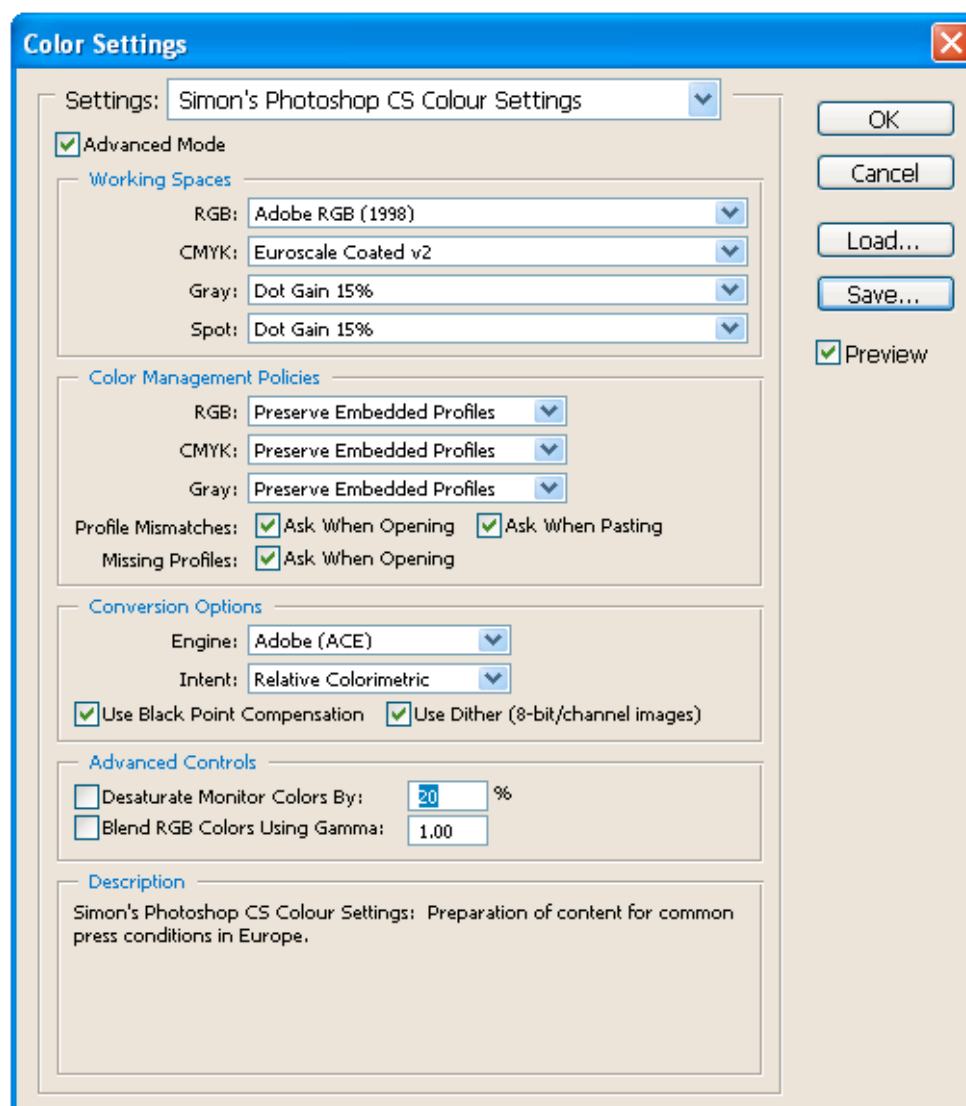 Color Settings
Settings: Simon's Photoshop CS Colour Settings
OK
Advanced Mode
Cancel
Working Spaces
RGB: Adobe RGB (1998)
CMYK: Euroscale Coated v2
Load...
Gray: Dot Gain 15%
Save...
Spot: Dot Gain 15%
Preview
Color Management Policies
RGB: Preserve Embedded Profiles
CMYK: Preserve Embedded Profiles
Gray: Preserve Embedded Profiles
Profile Mismatches: Ask When Opening Ask When Pasting
Missing Profiles: Ask When Opening
Conversion Options
Engine: Adobe (ACE)
Intent: Relative Colorimetric
Use Black Point Compensation Use Dither (8-bit/channel images)
Advanced Controls
Desaturate Monitor Colors By: 20 %
Blend RGB Colors Using Gamma: 1.00
Description
Simon's Photoshop CS Colour Settings: Preparation of content for common
press conditions in Europe.